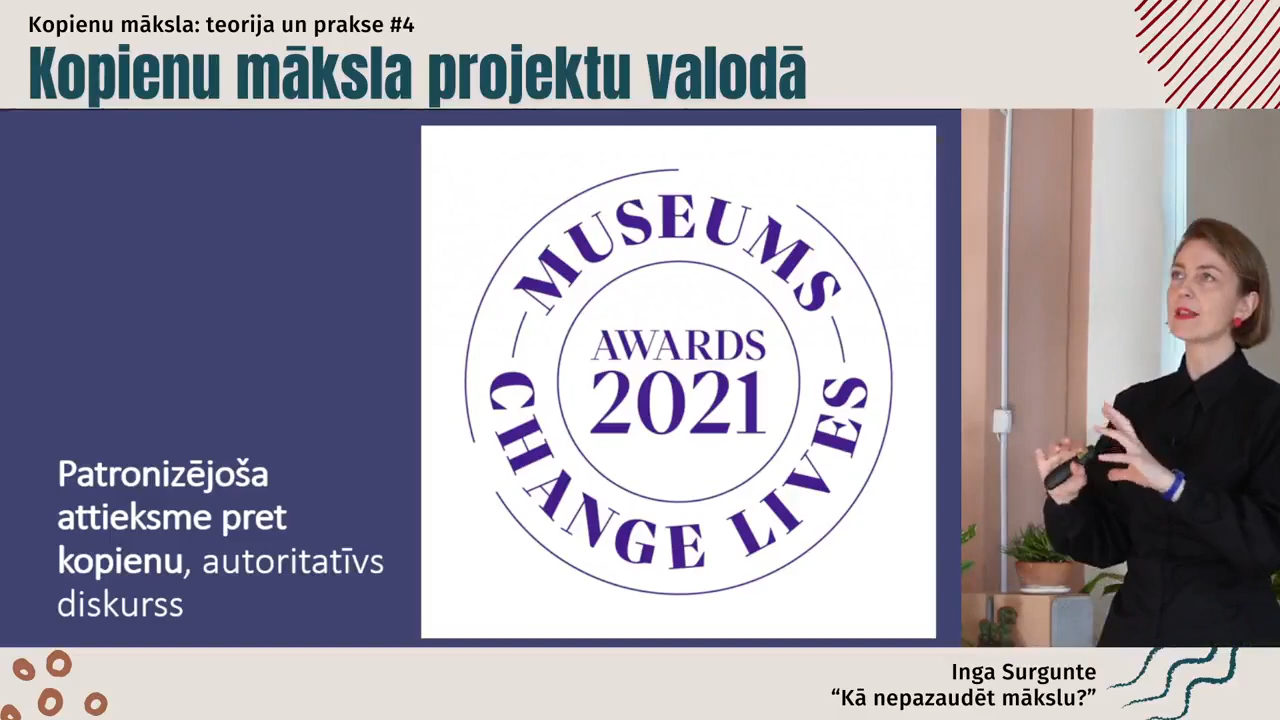 Kopienu māksla: teorija un prakse #4
Kopienu māksla projektu valodā
MUSEUMS
AWARDS
2021
CHANGE LIVES
Patronizējoša
attieksme pret
kopienu, autoritatīvs
diskurss
Inga Surgunte
“Kā nepazaudēt mākslu?”